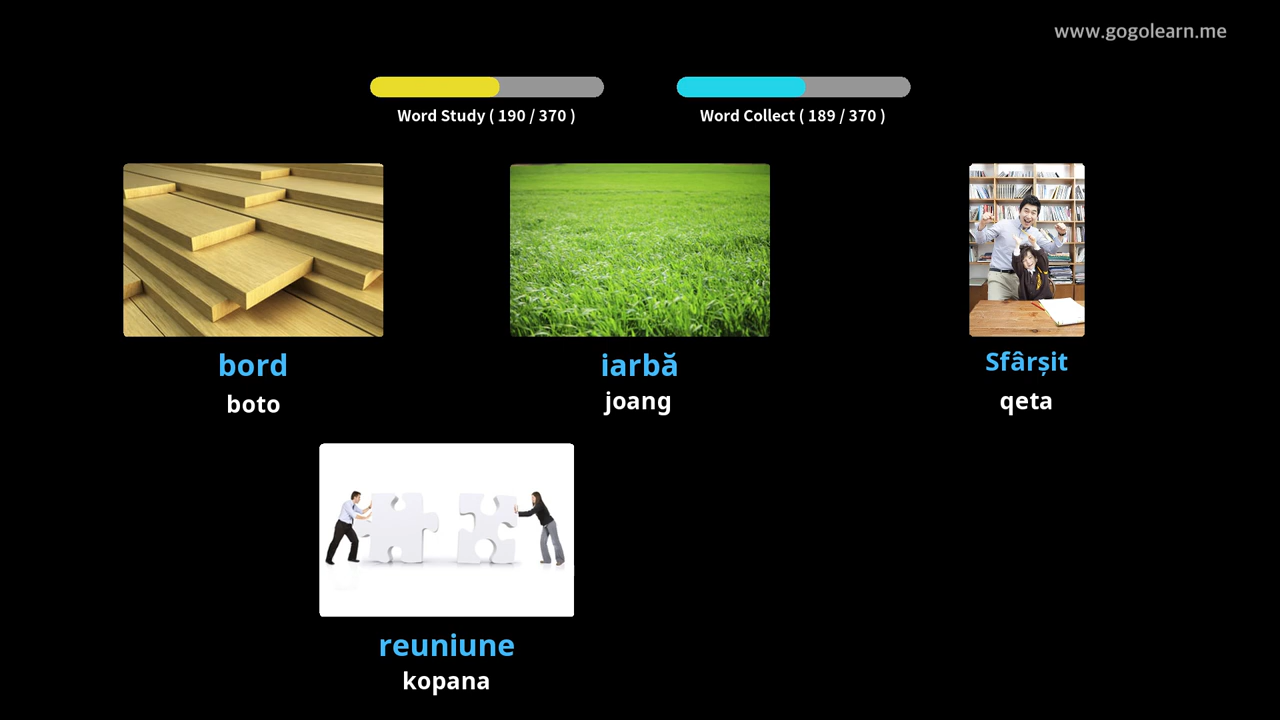 www.gogolearn.me
Word Study ( 190 / 370 )
Word Collect ( 189 / 370 )
bord
boto
iarbă
joang
Sfârșit
qeta
reuniune
kopana